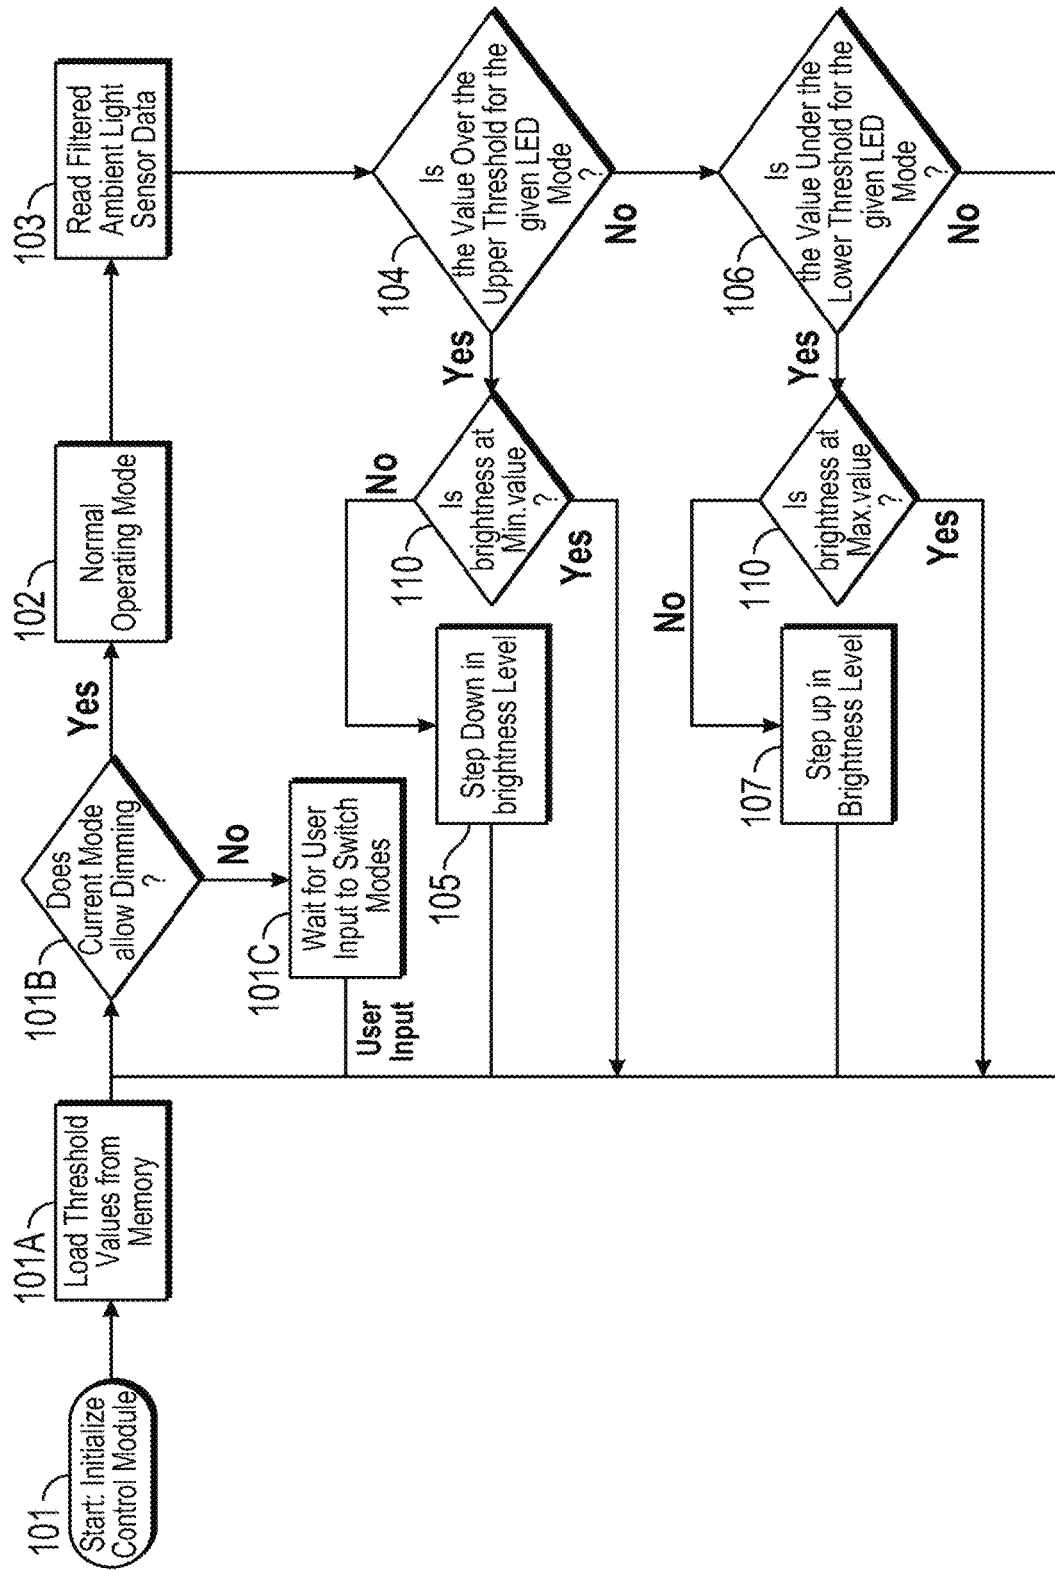 101
Start: Initialize
Control Module
101A
Load Threshold
Values from
Memory
101B
Does
Current Mode
allow Dimming
?
Yes
No
102
Normal
Operating Mode
103
Read Filtered
Ambient Light
Sensor Data
101C
Wait for User
Input to Switch
Modes
User
Input
104
Is
the Value Over the
Upper Threshold for the
given LED
Mode
?
Yes
No
110
Is
brightness at
Min.value
?
No
Yes
105
Step Down in
brightness Level
106
Is
the Value Under the
Lower Threshold for the
given LED
Mode
?
Yes
No
110
Is
brightness at
Max.value
?
No
Yes
107
Step up in
Brightness Level